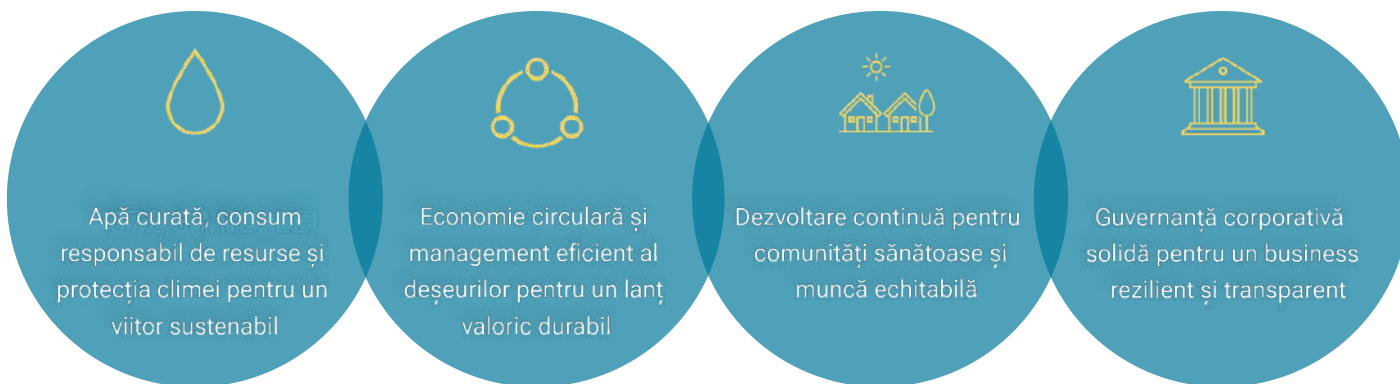 Apă curată, consum
responsabil de resurse și
protecția climei pentru un
viitor sustenabil
Economie circulară și
management eficient al
deșeurilor pentru un lanț
valoric durabil
Dezvoltare continuă pentru
comunități sănătoase și
muncă echitabilă
Guvernanță corporativă
solidă pentru un business
rezilient și transparent